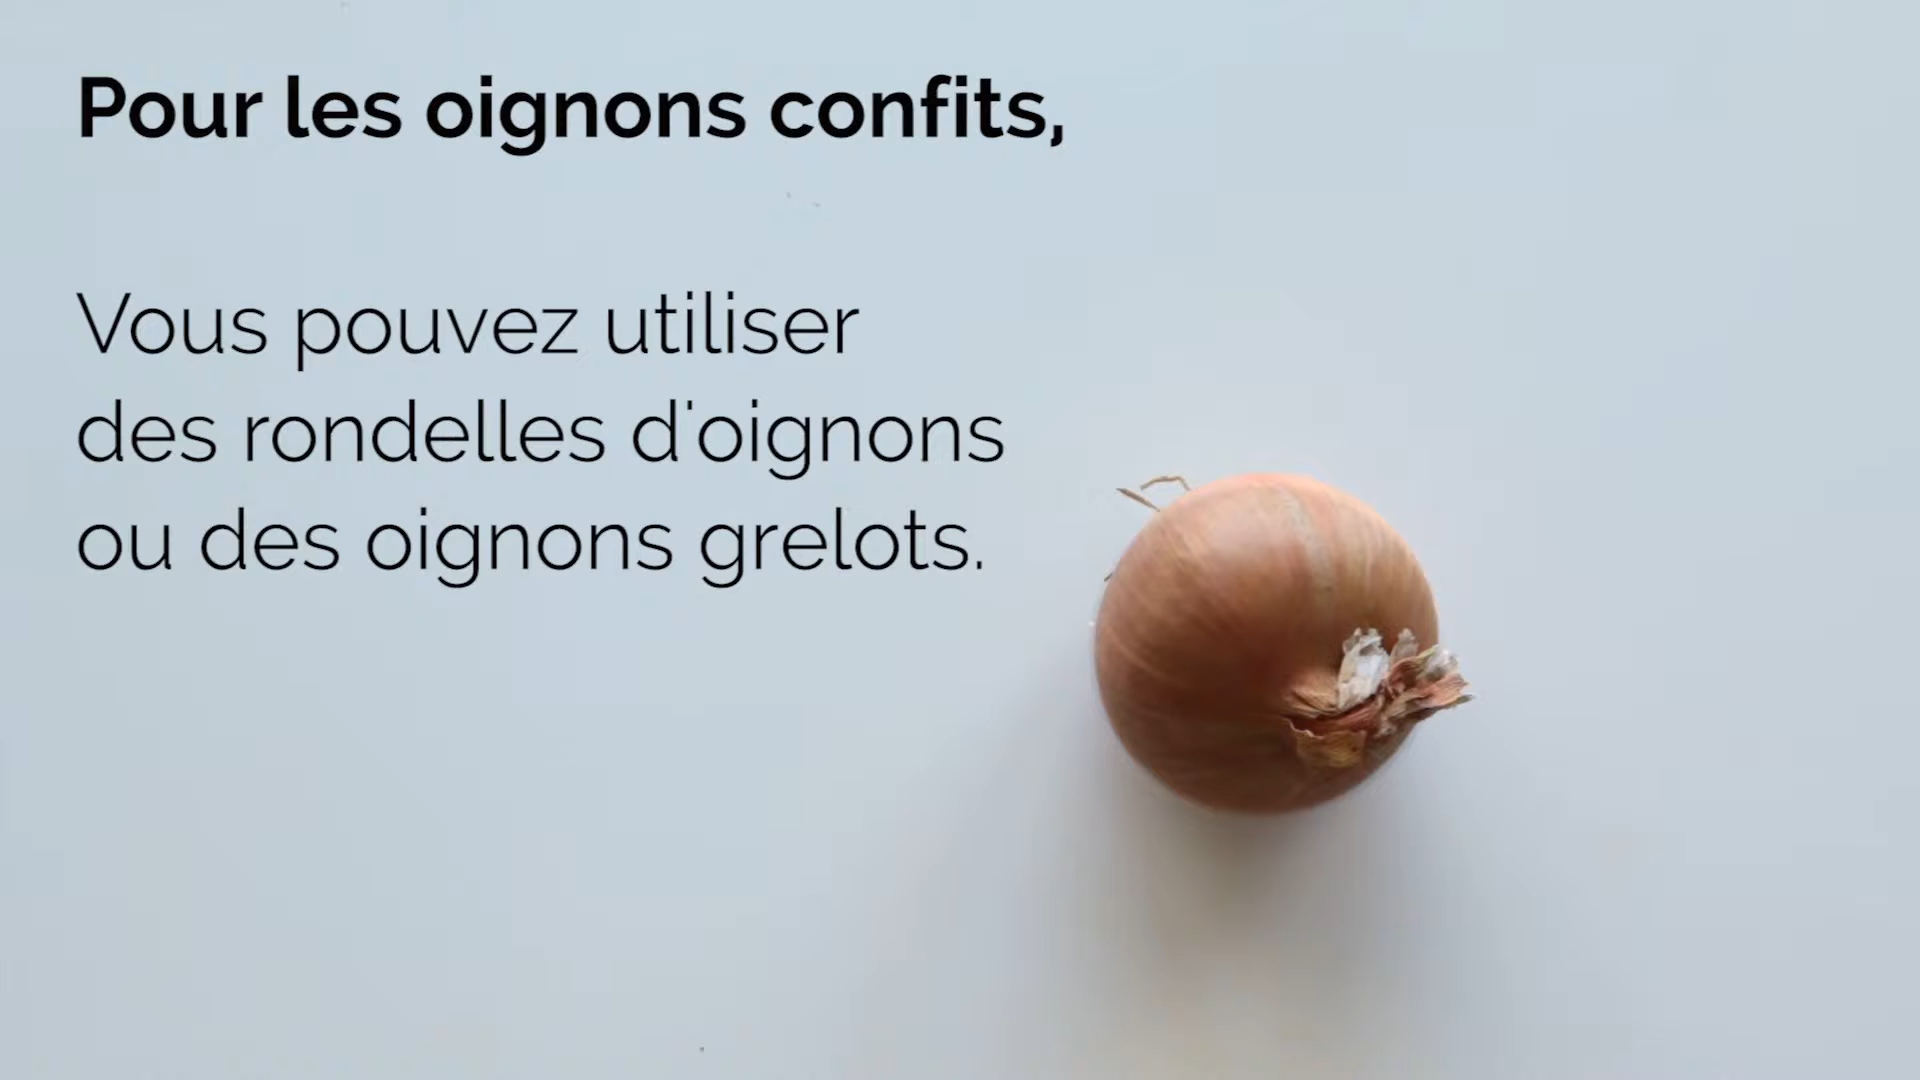 Pour les oignons confits,
Vous pouvez utiliser
des rondelles d'oignons
ou des oignons grelots.